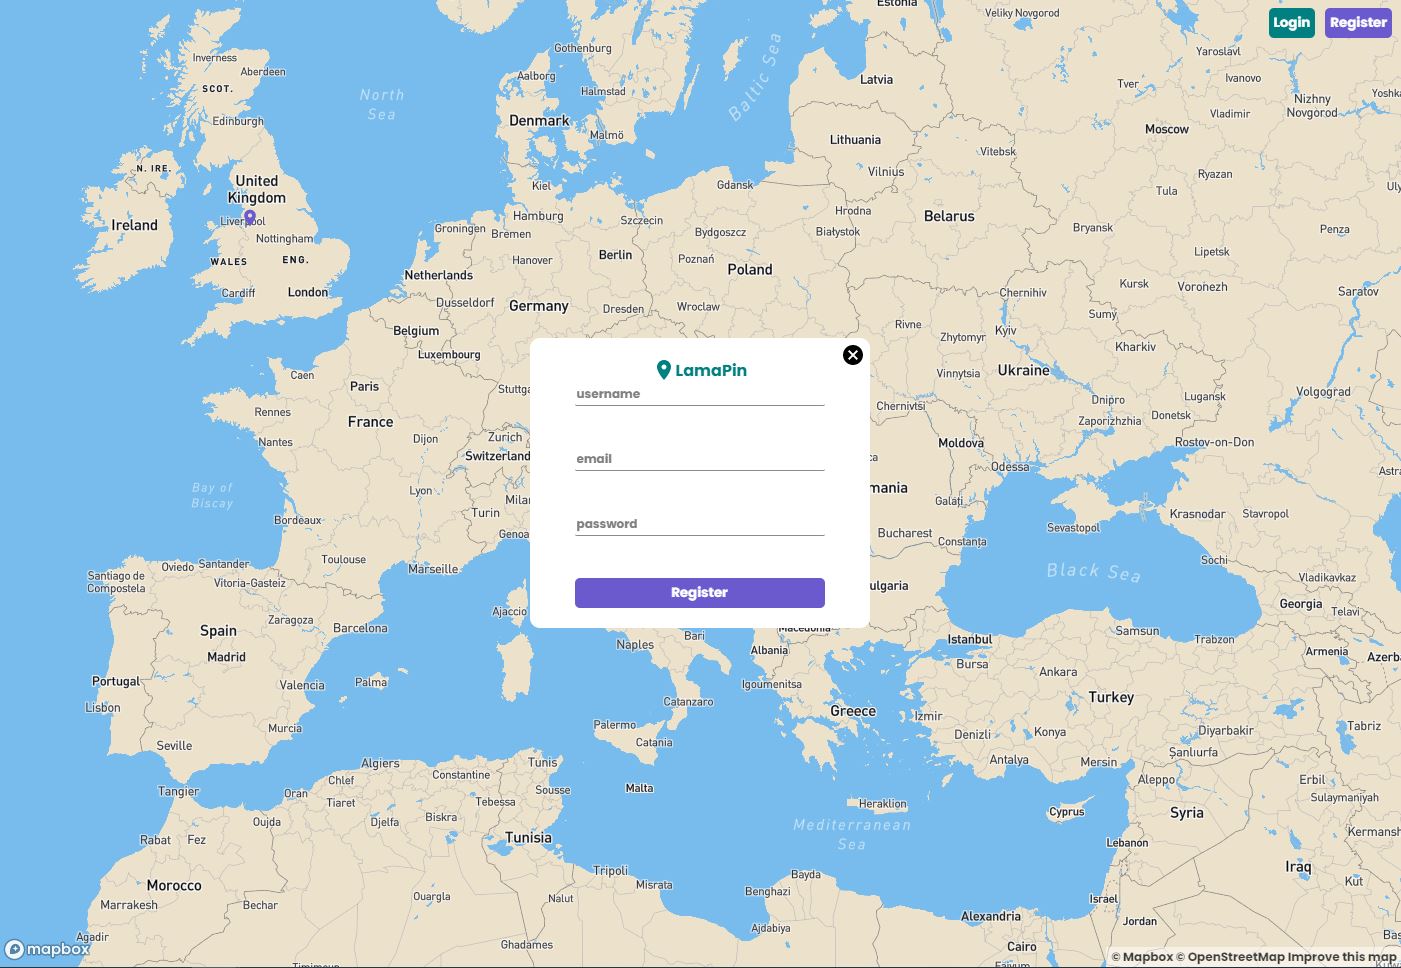 Estonia
Veliky Novgorod
Login
Register
Gothenburg
Yaroslavl
Inverness
Aberdeen
Aalborg
Baltic Sea
Latvia
Tver
Ivanovo
SCOT.
North
Sea
Halmstad
Nizhny
Novgorod
Yoshka
Edinburgh
Denmark
Malmö
Lithuania
Moscow
Vladimir
N. IRE.
Vitebsk
United
Kingdom
Kiel
Gdansk
Vilnius
Ryazan
Tula
Uly
Ireland
Liverpool
Groningen
Hamburg
Bremen
Szczecin
Bydgoszcz
Hrodna
Białystok
Belarus
Bryansk
Penza
Nottingham
WALES
ENG.
Hanover
Berlin
Poznań
Poland
Lipetsk
Netherlands
Cardiff
London
Dusseldorf
Germany
Dresden
Wroclaw
Chernihiv
Kursk
Voronezh
Saratov
Belgium
Rivne
Zhytomyr
Kyiv
Sumy
Luxembourg
Kharkiv
Caen
Paris
Stuttga
LamaPin
Vinnytsia
Ukraine
username
Rennes
France
Chernivtsi
Dnipro
Lugansk
Volgograd
Nantes
Dijon
Zurich
Zaporizhzhia
Donetsk
Switzerland
email
ca
Moldova
Rostov-on-Don
Odessa
Astra
Bay of
Biscay
Lyon
Milan
mania
Galați
Bordeaux
Turin
password
Krasnodar
Stavropol
Genoa
Bucharest
Sevastopol
Constanța
Oviedo
Santander
Toulouse
Marseille
Black Sea
Sochi
Santiago de
Compostela
Vitoria-Gasteiz
Register
ulgaria
Vladikavkaz
Ajaccio
Georgia
Telavi
Zaragoza
Spain
Barcelona
Macedonia
Bari
Naples
Albania
Istanbul
Samsun
Trabzon
Armenia
Azerb
Madrid
Bursa
Ankara
Portugal
Valencia
Palma
Igoumenitsa
Turkey
Lisbon
Catanzaro
Greece
Izmir
Murcia
Palermo
Catania
Denizli
Konya
Diyarbakir
Tabriz
Seville
Şanlıurfa
Algiers
Tunis
Antalya
Mersin
Tangier
Chlef
Constantine
Sousse
Malta
Aleppo
Erbil
Oran
Tiaret
Tebessa
Heraklion
Sulaymaniyah
Oujda
Djelfa
Biskra
Mediterranean
Sea
Cyprus
Syria
Rabat
Fez
Tunisia
Lebanon
Kermansh
Tripoli
Bayda
Iraq
Morocco
Misrata
Benghazi
Kut
Marrakesh
Bechar
Ouargla
Nalut
Israel
Alexandria
Jordan
Agadir
Ajdabiya
Bas
mapbox
Ghadames
Cairo
© Mapbox © OpenStreetMap Improve this map
Timimoun
Faiyum
Kuwa